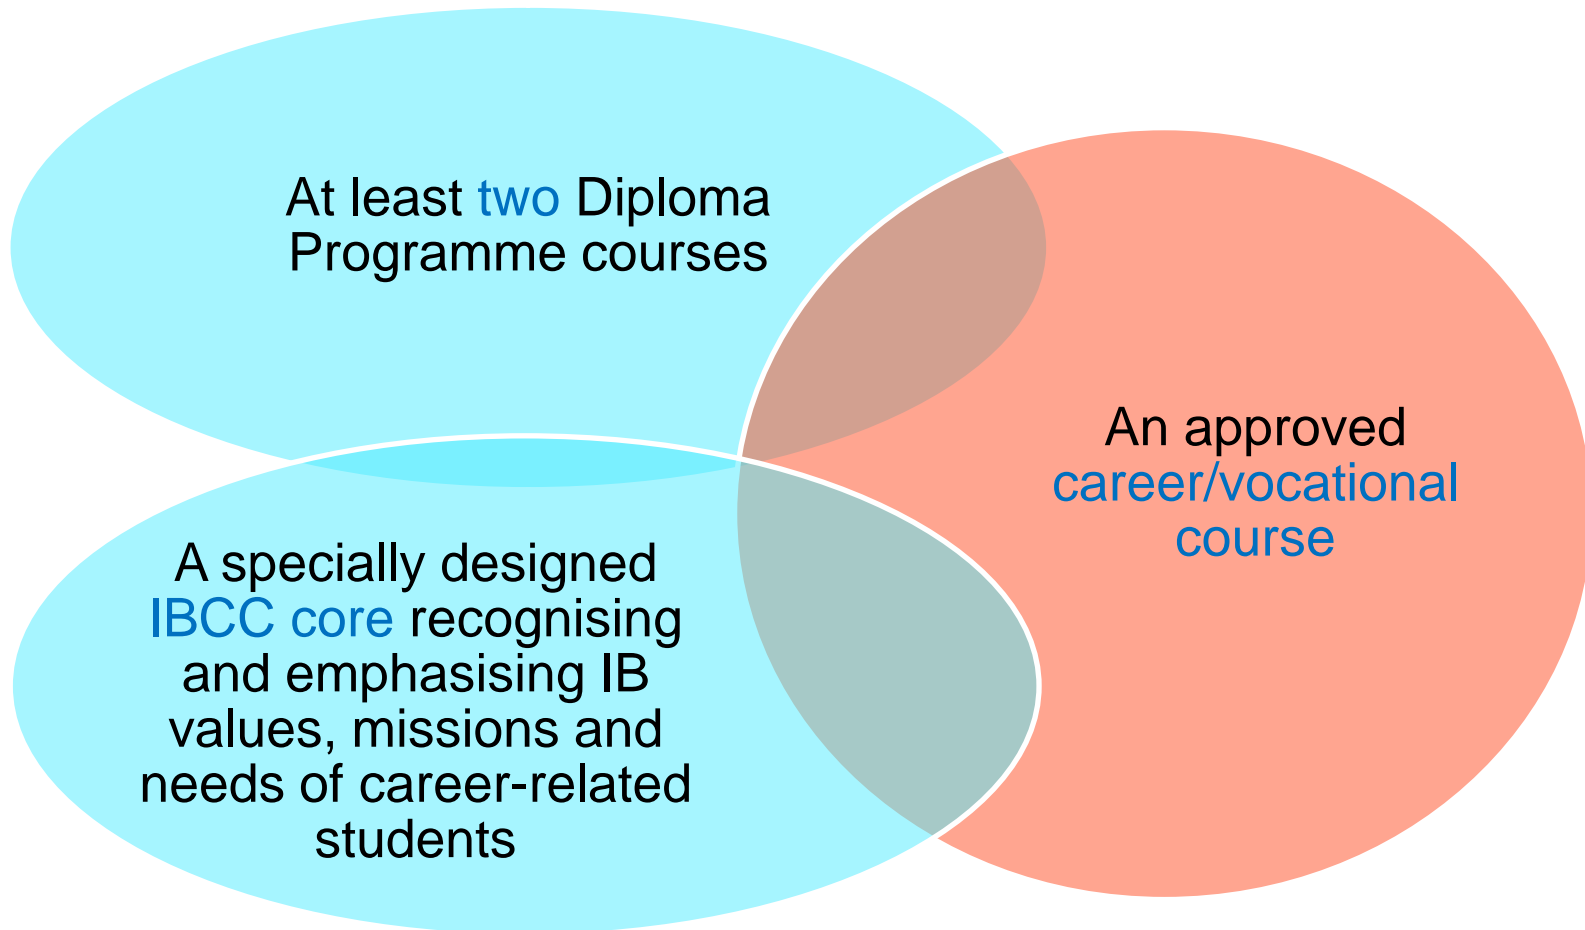 At least two Diploma
Programme courses
An approved
career/vocational
course
A specially designed
IBCC core recognising
and emphasising IB
values, missions and
needs of career-related
students